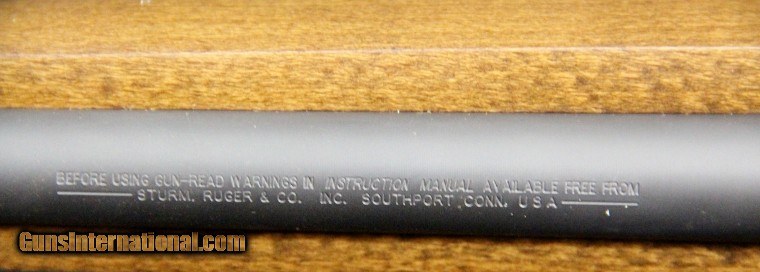 BEFORE USING GUN-READ WARNINGS IN INSTRUCTION MANUAL AVAILABLE FREE FROM
STURM, RUGER & CO. INC. SOUTHPORT, CONN. U.S.A.
GunsInternational.com